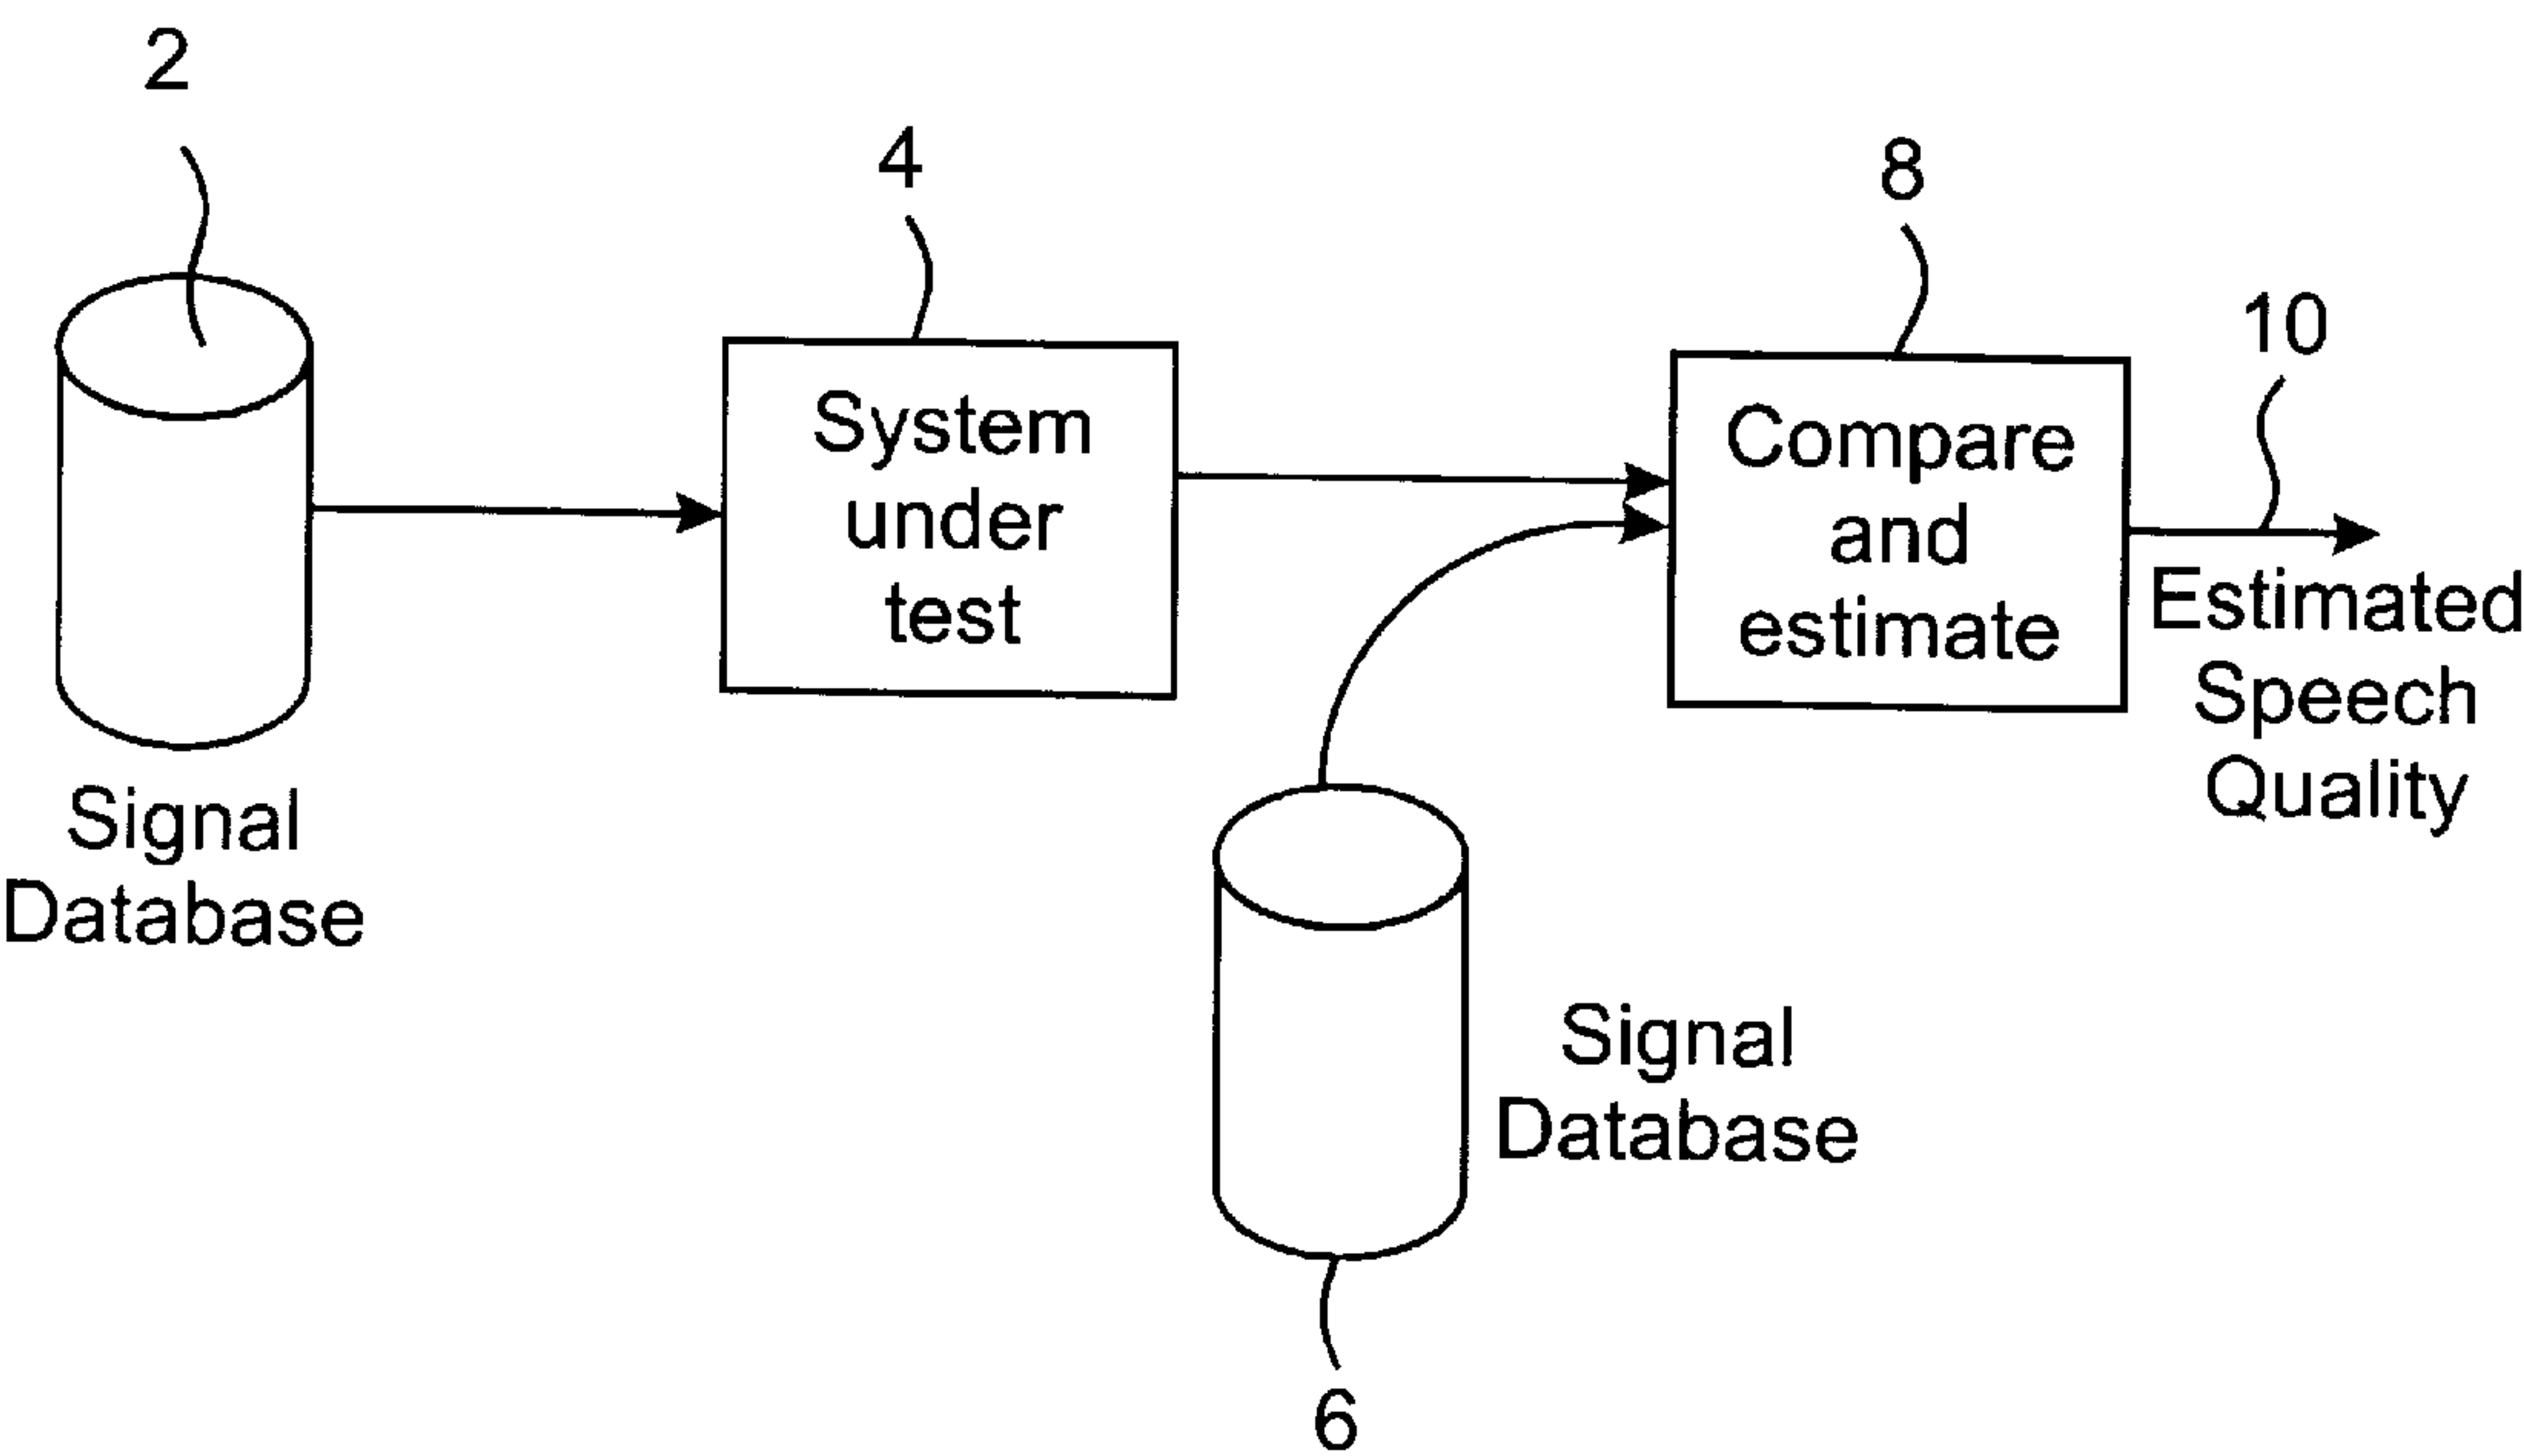 2
4
8
10
System
under
test
Compare
and
estimate
Estimated
Speech
Quality
Signal
Database
Signal
Database
6